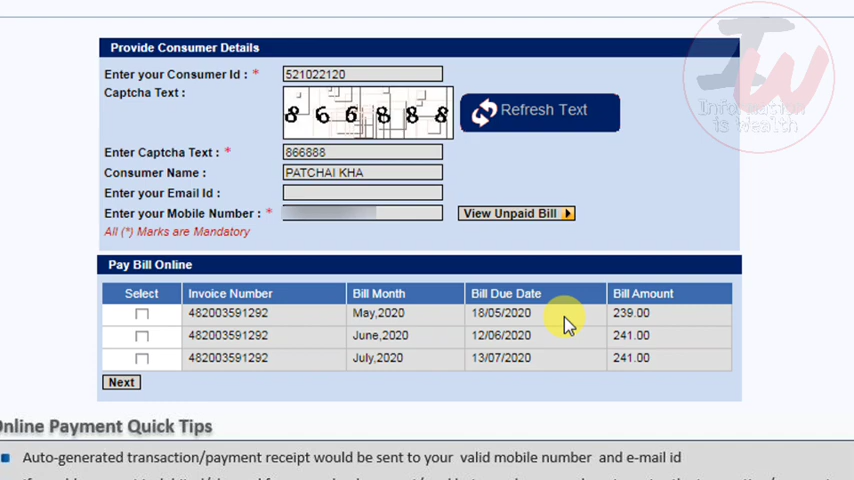 IW
Information
is Wealth
Provide Consumer Details
Enter your Consumer Id : * 521022120
Captcha Text : 866888 Refresh Text
Enter Captcha Text : * 866888
Consumer Name : PATCHAI KHA
Enter your Email Id :
Enter your Mobile Number : * View Unpaid Bill
All (*) Marks are Mandatory
Pay Bill Online
Select Invoice Number Bill Month Bill Due Date Bill Amount
482003591292 May,2020 18/05/2020 239.00
482003591292 June,2020 12/06/2020 241.00
482003591292 July,2020 13/07/2020 241.00
Next
Online Payment Quick Tips
Auto-generated transaction/payment receipt would be sent to your valid mobile number and e-mail id